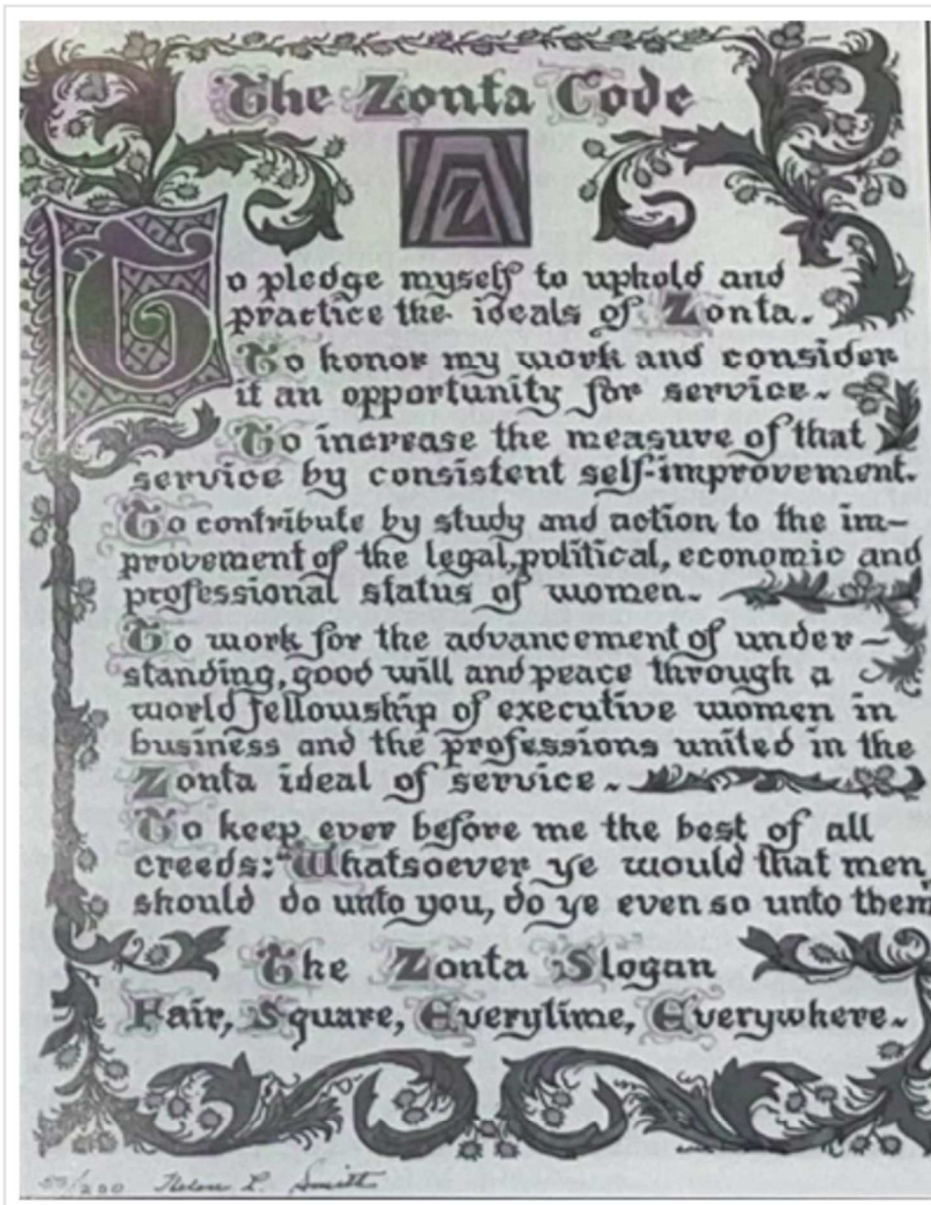 The Zonta Code
Z
To pledge myself to uphold and
practice the ideals of Zonta.
To honor my work and consider
it an opportunity for service.
To increase the measure of that
service by consistent self-improvement.
To contribute by study and action to the im-
provement of the legal, political, economic and
professional status of women.
To work for the advancement of under-
standing, good will and peace through a
world fellowship of executive women in
business and the professions united in the
Zonta ideal of service.
To keep ever before me the best of all
creeds: "Whatsoever ye would that men
should do unto you, do ye even so unto them
The Zonta Slogan
Fair, Square, Everytime, Everywhere.
/200 Helen L. Smith